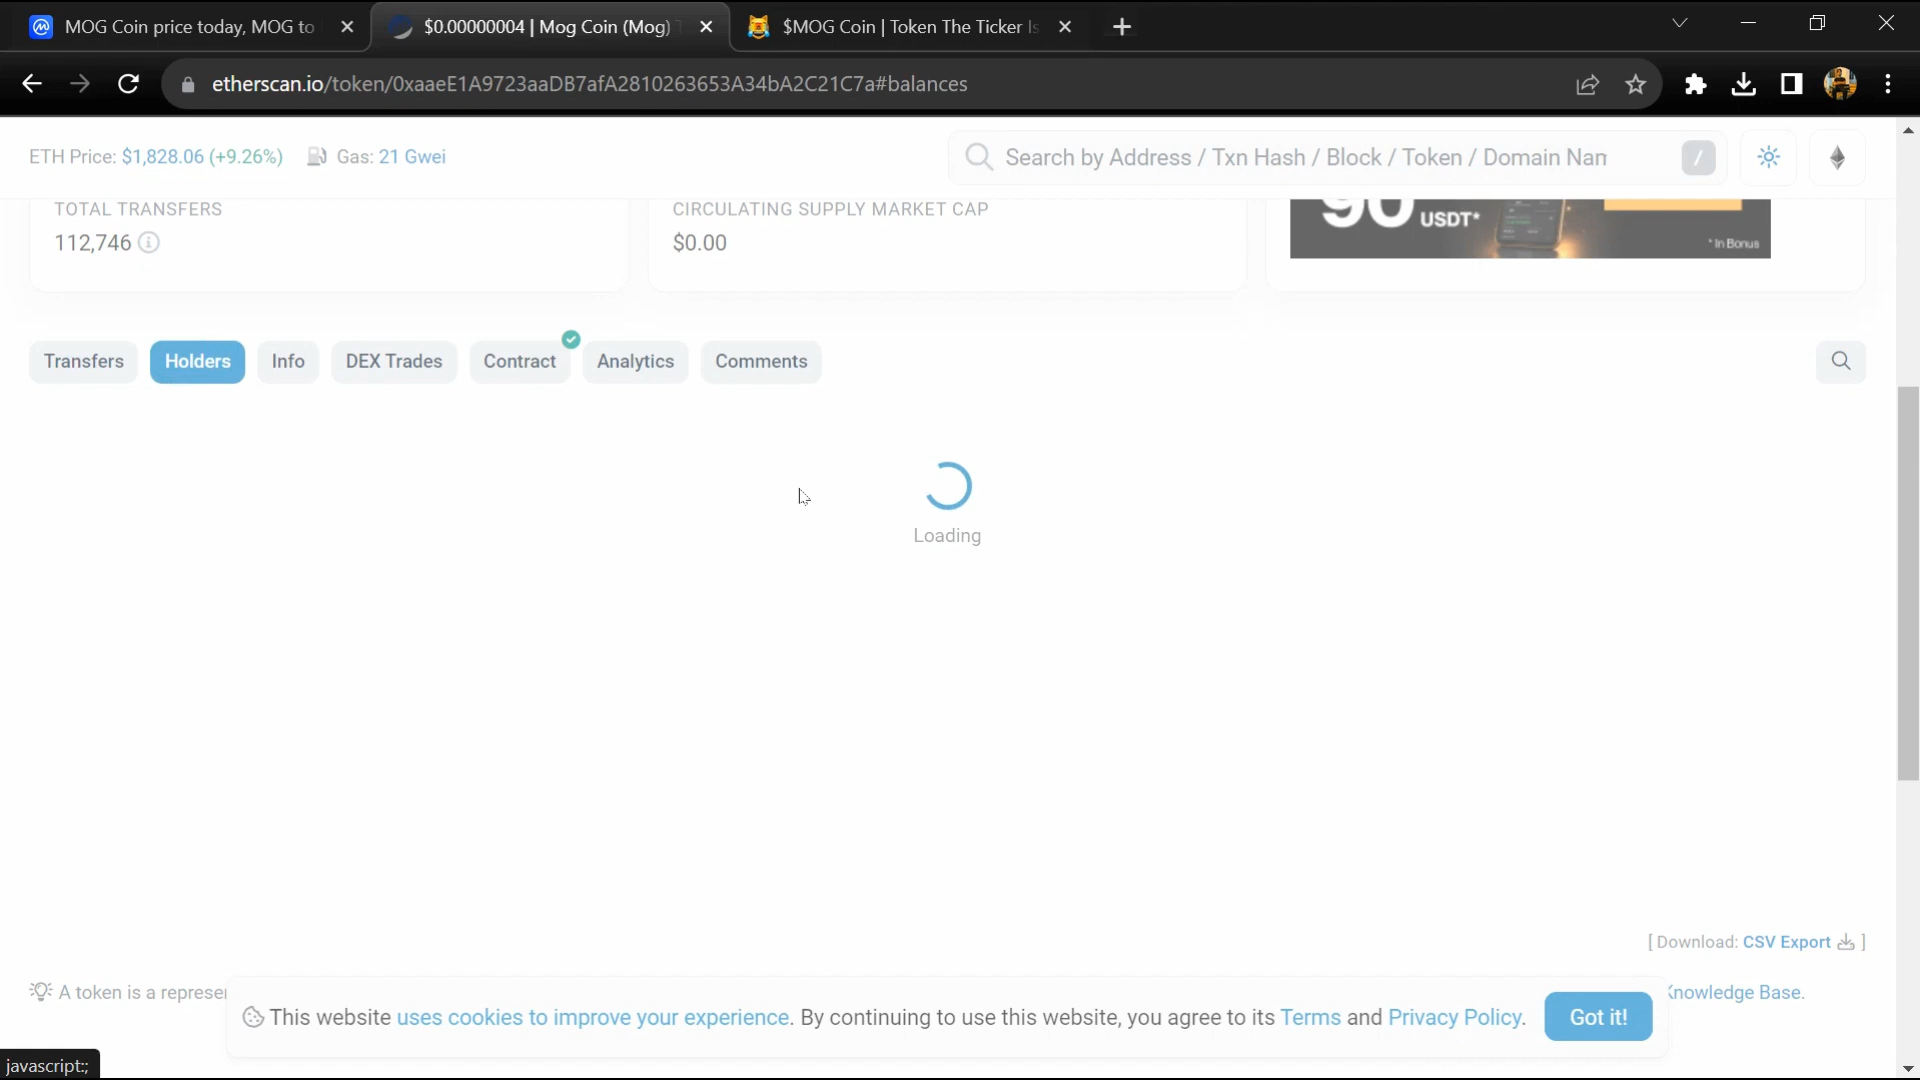 MOG Coin price today, MOG to
$0.00000004 | Mog Coin (Mog) T
$MOG Coin | Token The Ticker Is
etherscan.io/token/0xaaeE1A9723aaDB7afA2810263653A34bA2C21C7a#balances
ETH Price: $1,828.06 (+9.26%) Gas: 21 Gwei
Search by Address / Txn Hash / Block / Token / Domain Nam
/
TOTAL TRANSFERS
112,746
CIRCULATING SUPPLY MARKET CAP
$0.00
90 USDT*
* In Bonus
Transfers Holders Info DEX Trades Contract Analytics Comments
Loading
[ Download: CSV Export ]
A token is a represe
Knowledge Base.
This website uses cookies to improve your experience. By continuing to use this website, you agree to its Terms and Privacy Policy.
Got it!
javascript:;